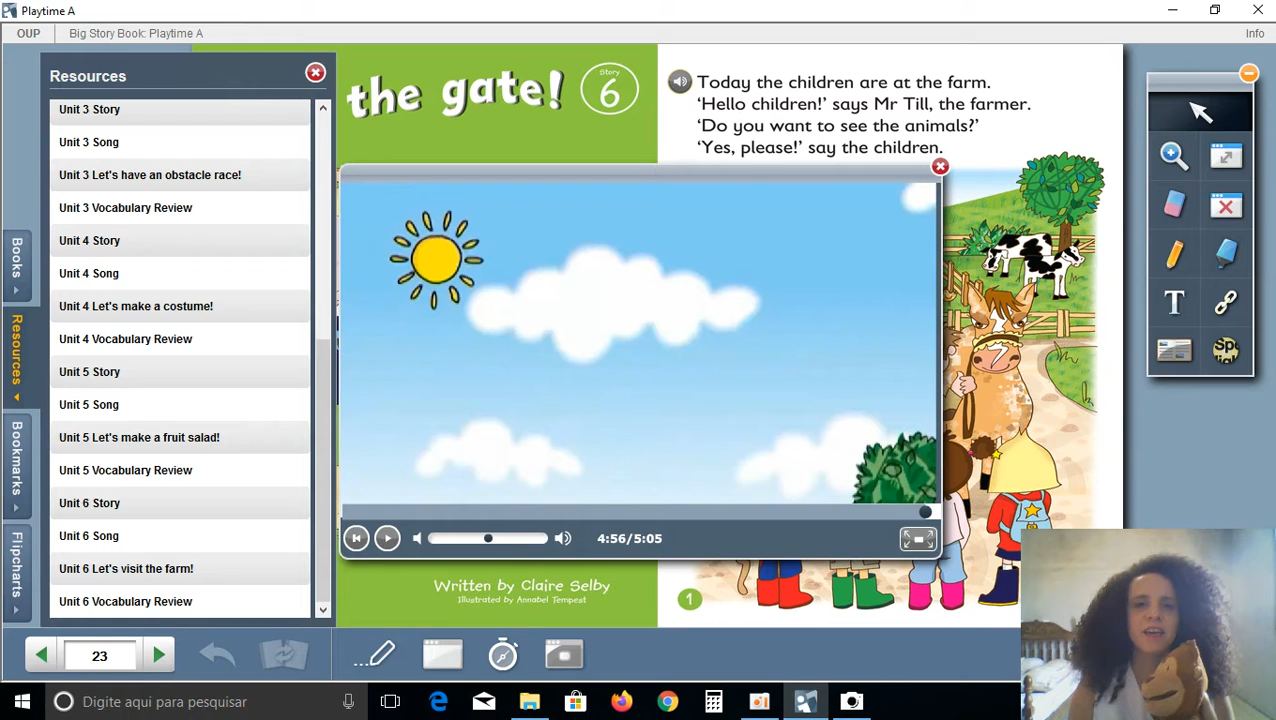 Playtime A
OUP
Big Story Book: Playtime A
Info
Resources
Unit 3 Story
Unit 3 Song
Unit 3 Let's have an obstacle race!
Unit 3 Vocabulary Review
Unit 4 Story
Unit 4 Song
Unit 4 Let's make a costume!
Unit 4 Vocabulary Review
Unit 5 Story
Unit 5 Song
Unit 5 Let's make a fruit salad!
Unit 5 Vocabulary Review
Unit 6 Story
Unit 6 Song
Unit 6 Let's visit the farm!
Unit 6 Vocabulary Review
Books
Resources
Bookmarks
Flipcharts
the gate!
Story
6
Today the children are at the farm.
‘Hello children!’ says Mr Till, the farmer.
‘Do you want to see the animals?’
‘Yes, please!’ say the children.
4:56/5:05
Written by Claire Selby
Illustrated by Annabel Tempest
1
T
23
Digite aqui para pesquisar